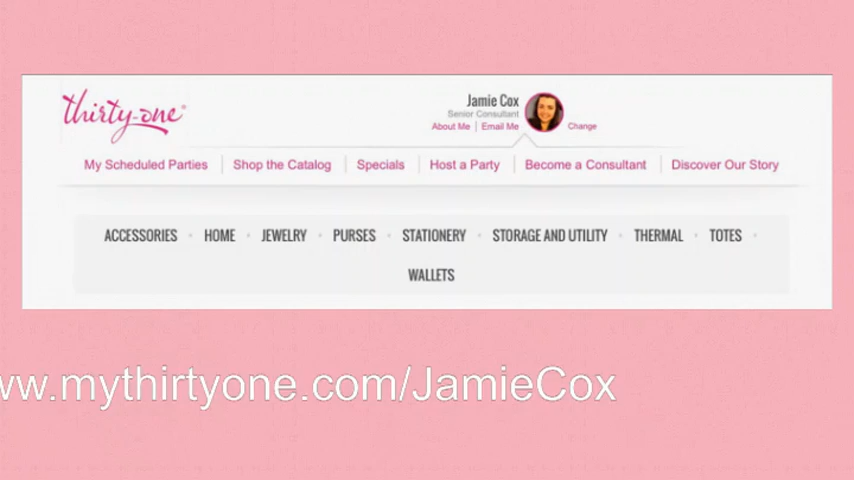 thirty-one®
Jamie Cox
Senior Consultant
About Me | Email Me
Change
My Scheduled Parties | Shop the Catalog | Specials | Host a Party | Become a Consultant | Discover Our Story
ACCESSORIES • HOME • JEWELRY • PURSES • STATIONERY • STORAGE AND UTILITY • THERMAL • TOTES •
WALLETS
ww.mythirtyone.com/JamieCox